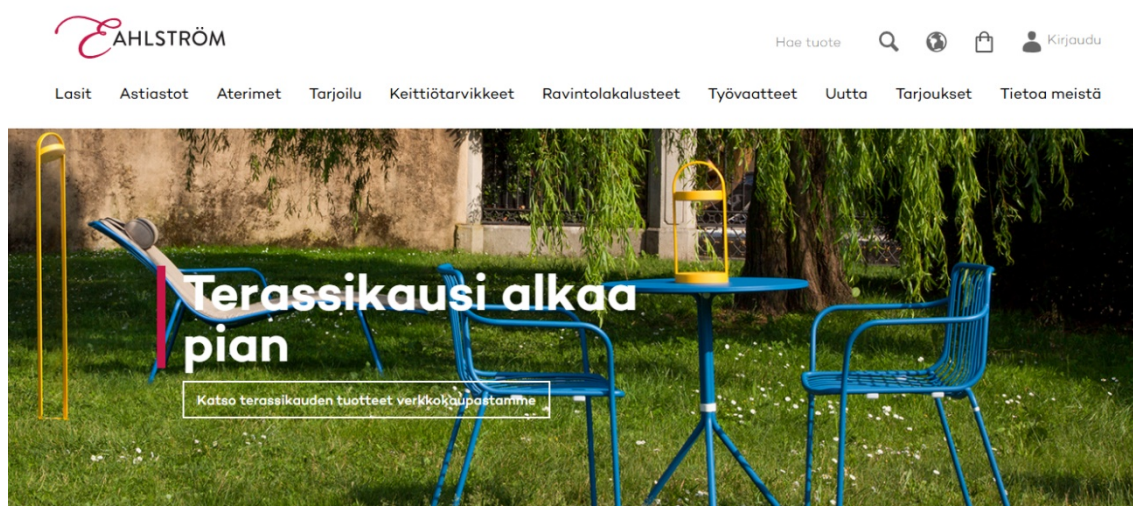 E AHLSTRÖM
Hae tuote
Kirjaudu
Lasit Astiastot Aterimet Tarjoilu Keittiötarvikkeet Ravintolakalusteet Työvaatteet Uutta Tarjoukset Tietoa meistä
Terassikausi alkaa
pian
Katso terassikauden tuotteet verkkokaupastamme